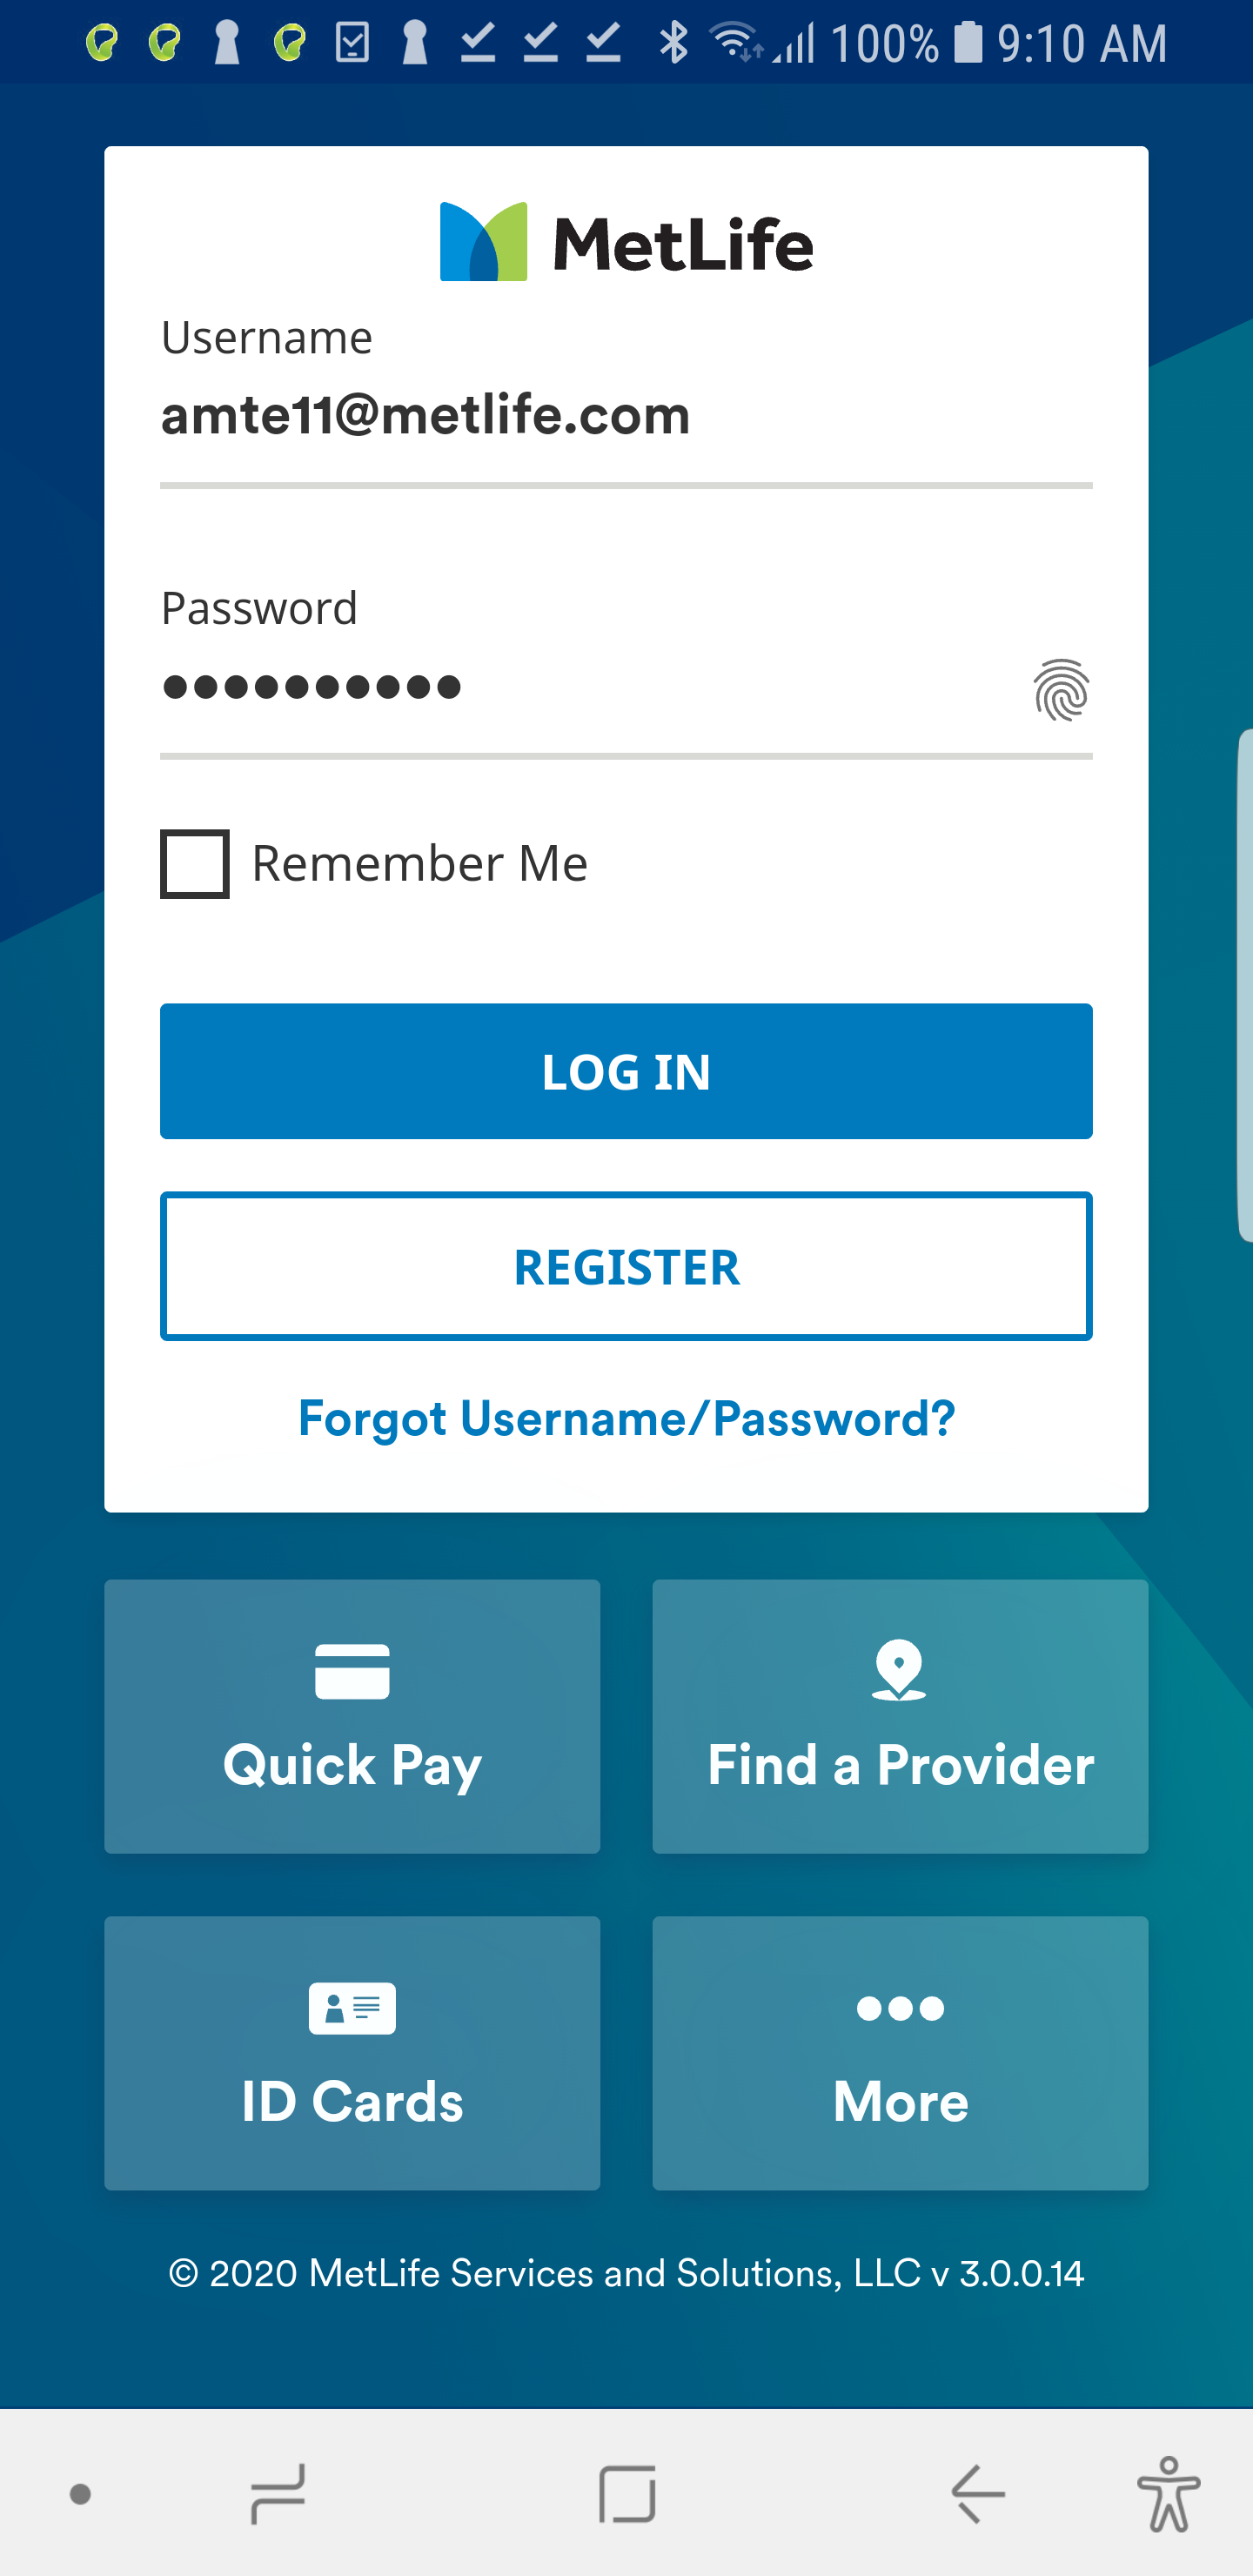 100% 9:10 AM
MetLife
Username
amte11@metlife.com
Password
••••••••••
Remember Me
LOG IN
REGISTER
Forgot Username/Password?
Quick Pay
Find a Provider
ID Cards
More
© 2020 MetLife Services and Solutions, LLC v 3.0.0.14